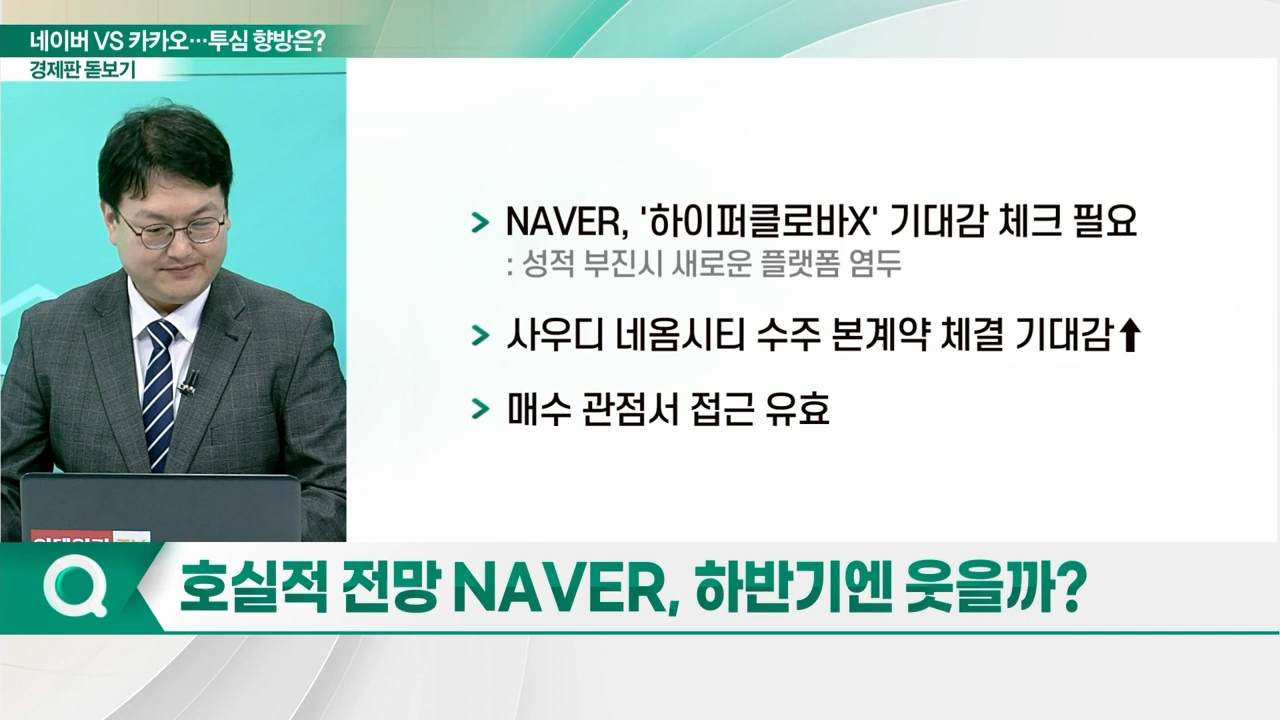 네이버 VS 카카오…투심 향방은?
경제판 돋보기
> NAVER, '하이퍼클로바X' 기대감 체크 필요
: 성적 부진시 새로운 플랫폼 염두
> 사우디 네옴시티 수주 본계약 체결 기대감⬆
> 매수 관점서 접근 유효
호실적 전망 NAVER, 하반기엔 웃을까?